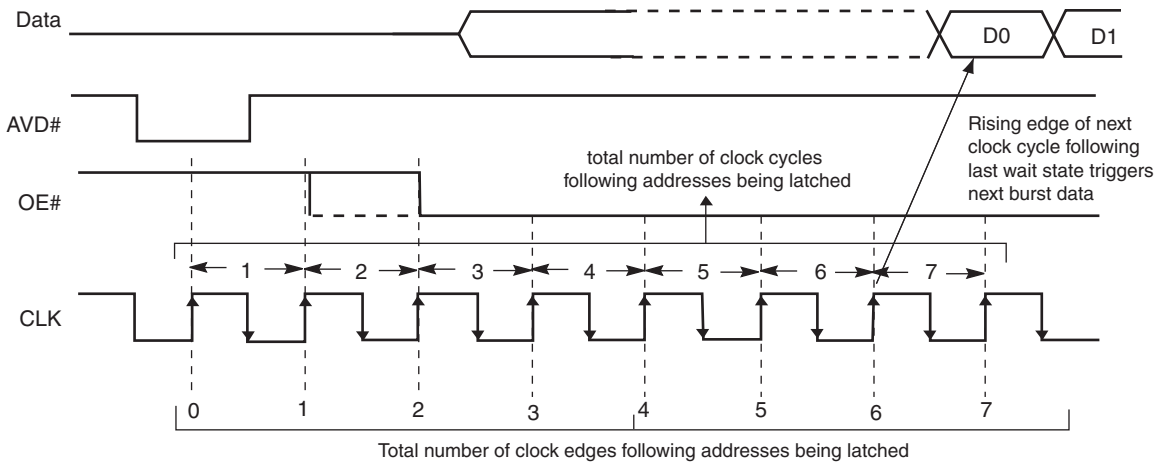 Data
D0
D1
AVD#
Rising edge of next
clock cycle following
last wait state triggers
next burst data
total number of clock cycles
following addresses being latched
OE#
1 2 3 4 5 6 7
CLK
0 1 2 3 4 5 6 7
Total number of clock edges following addresses being latched